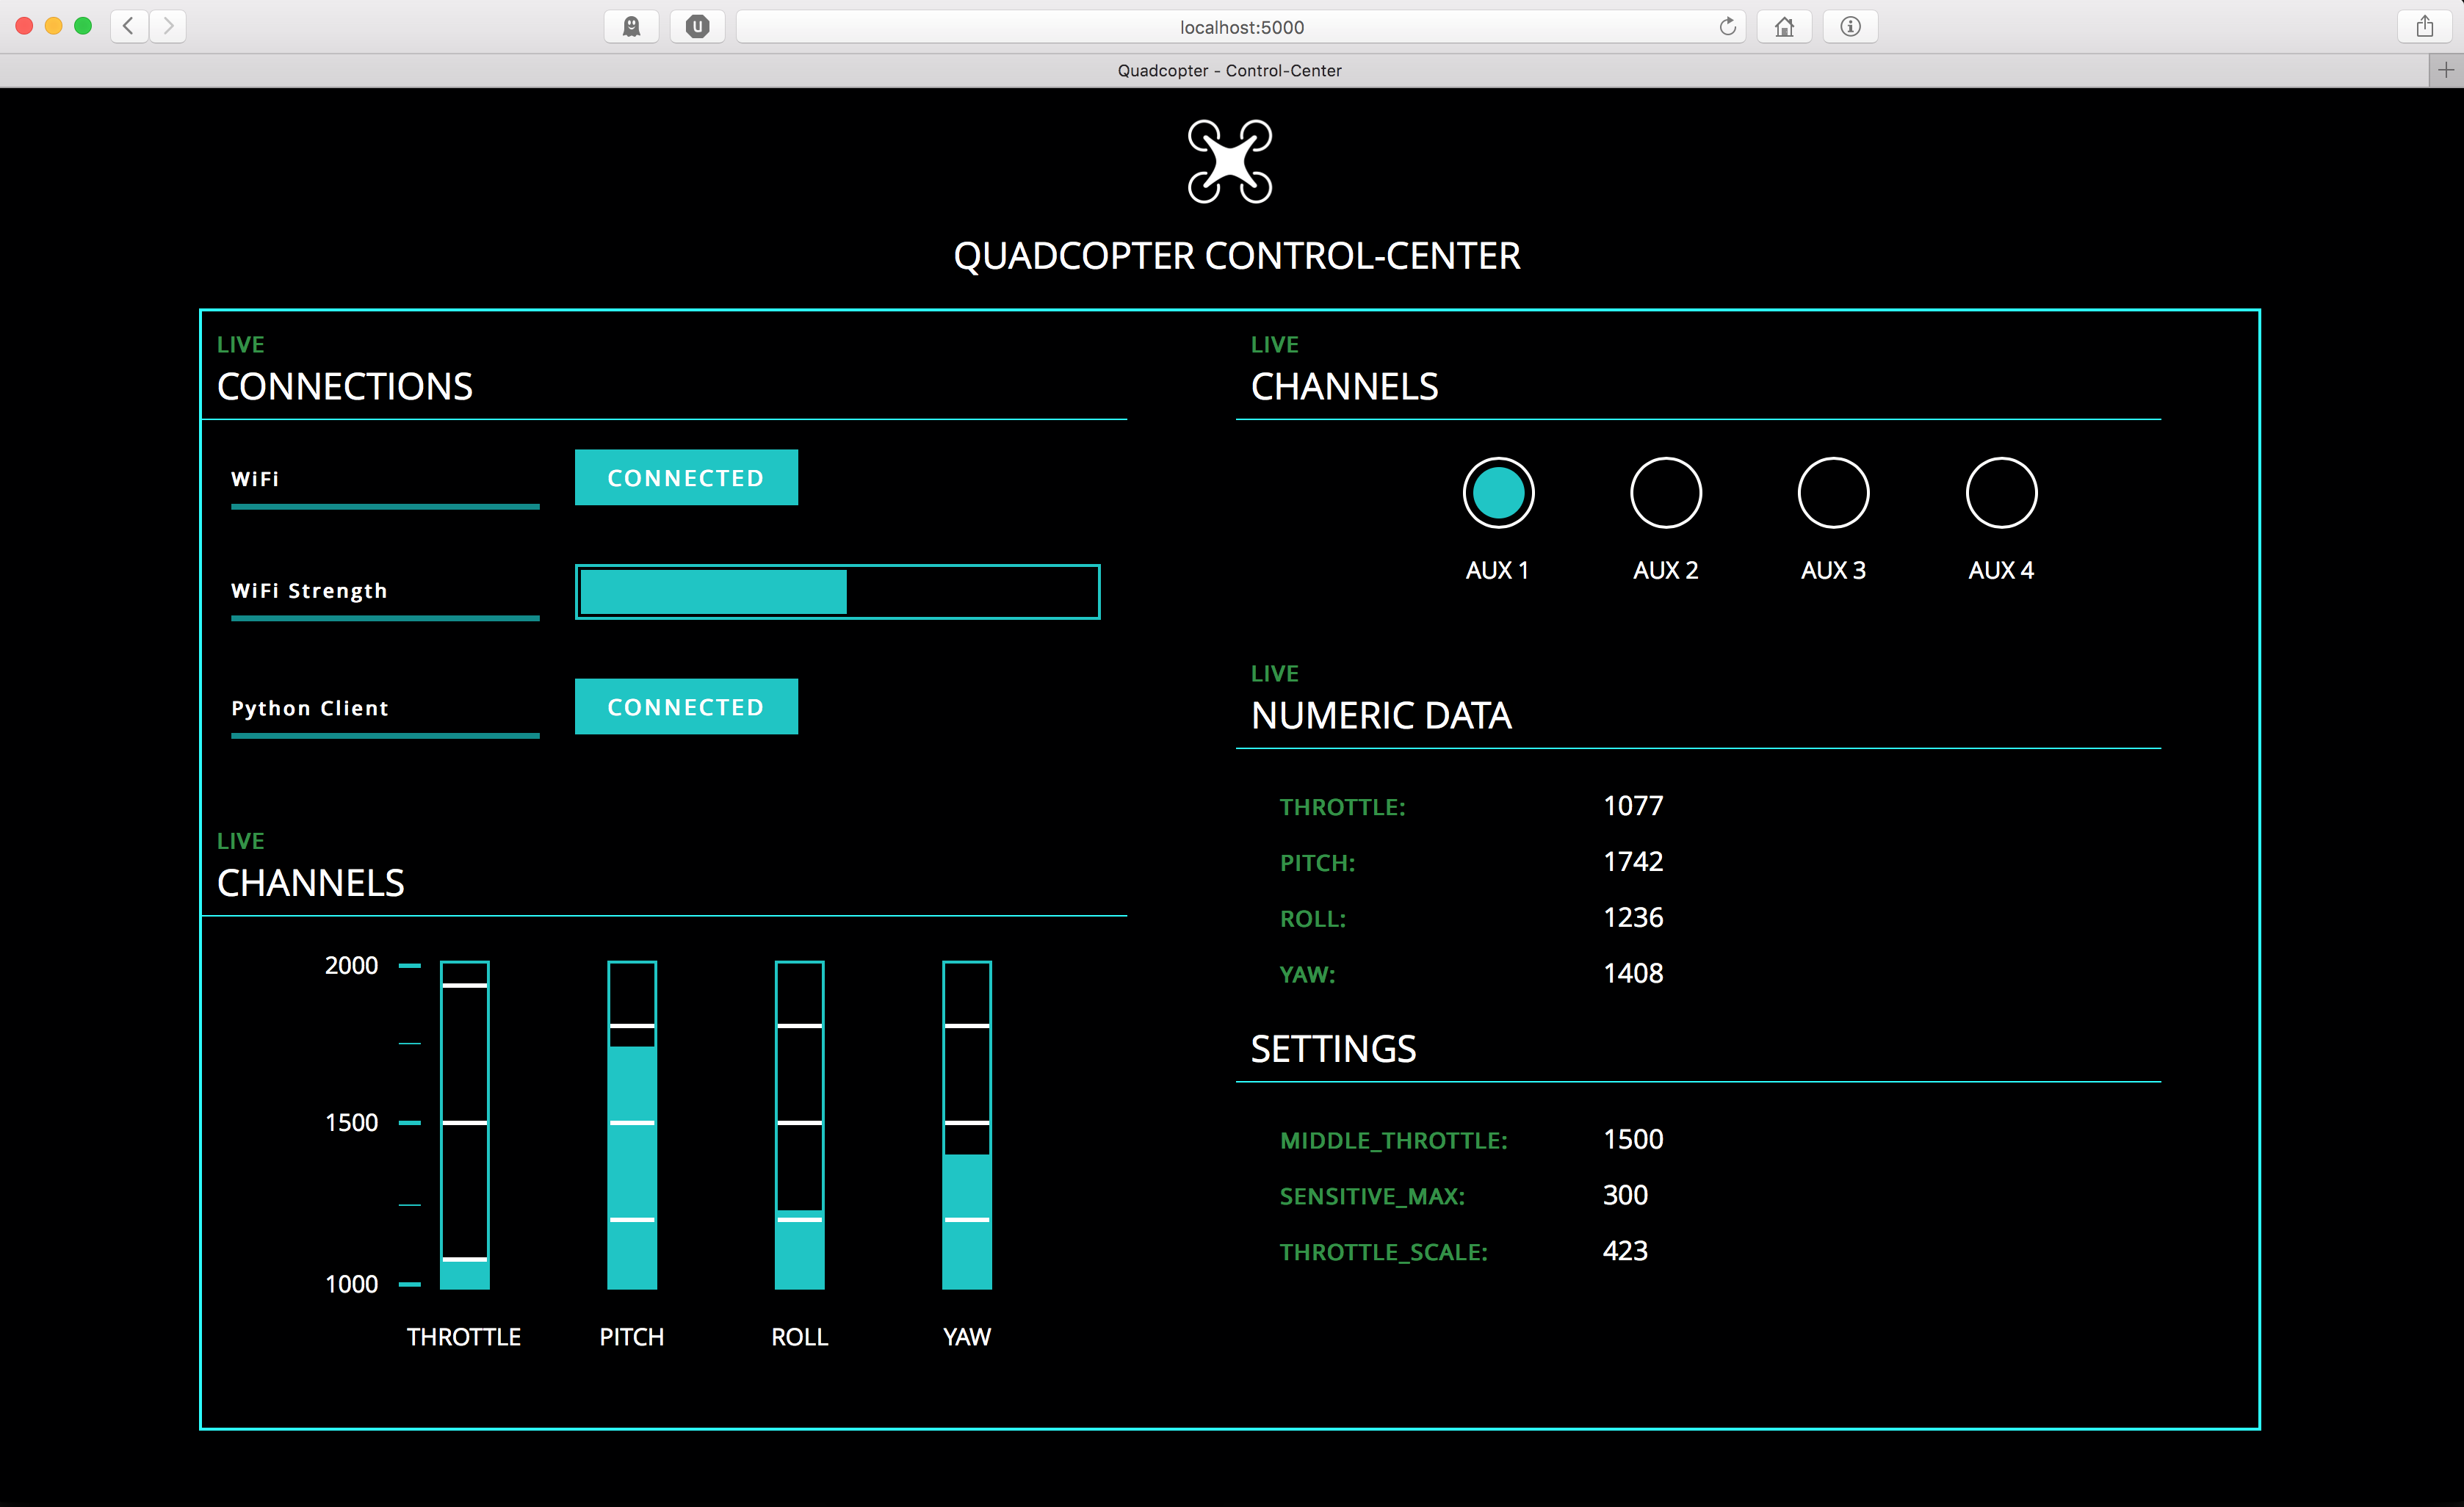 localhost:5000
Quadcopter - Control-Center
QUADCOPTER CONTROL-CENTER
LIVE
CONNECTIONS
WiFi
CONNECTED
WiFi Strength
Python Client
CONNECTED
LIVE
CHANNELS
2000
1500
1000
THROTTLE PITCH ROLL YAW
LIVE
CHANNELS
AUX 1 AUX 2 AUX 3 AUX 4
LIVE
NUMERIC DATA
THROTTLE: 1077
PITCH: 1742
ROLL: 1236
YAW: 1408
SETTINGS
MIDDLE_THROTTLE: 1500
SENSITIVE_MAX: 300
THROTTLE_SCALE: 423